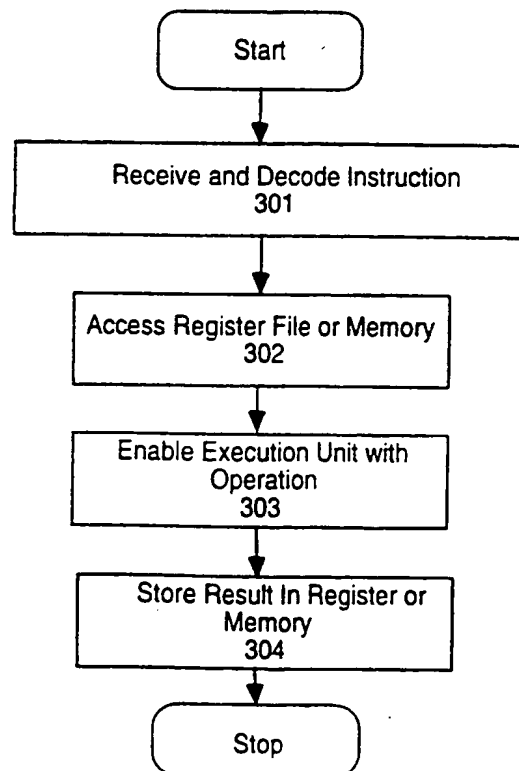 Start
Receive and Decode Instruction
301
Access Register File or Memory
302
Enable Execution Unit with
Operation
303
Store Result In Register or
Memory
304
Stop